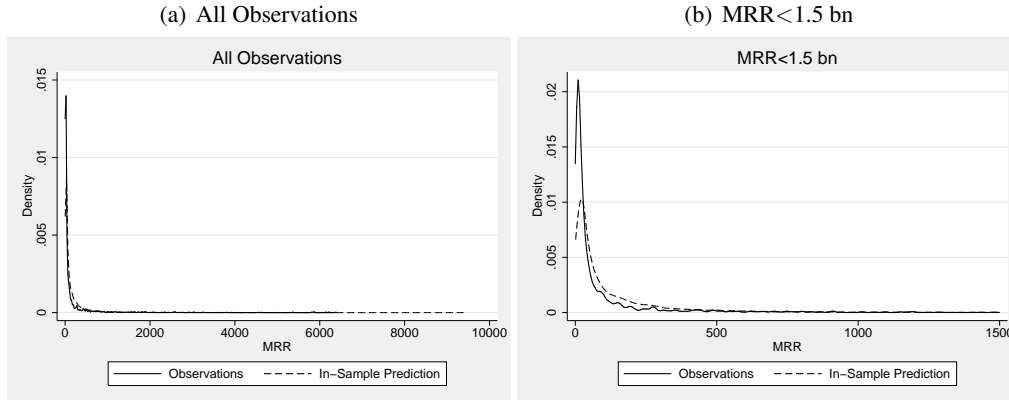 (a) All Observations
All Observations
Density
.015
.01
.005
0
0 2000 4000 6000 8000 10000
MRR
Observations In−Sample Prediction
(b) MRR<1.5 bn
MRR<1.5 bn
Density
.02
.015
.01
.005
0
0 500 1000 1500
MRR
Observations In−Sample Prediction